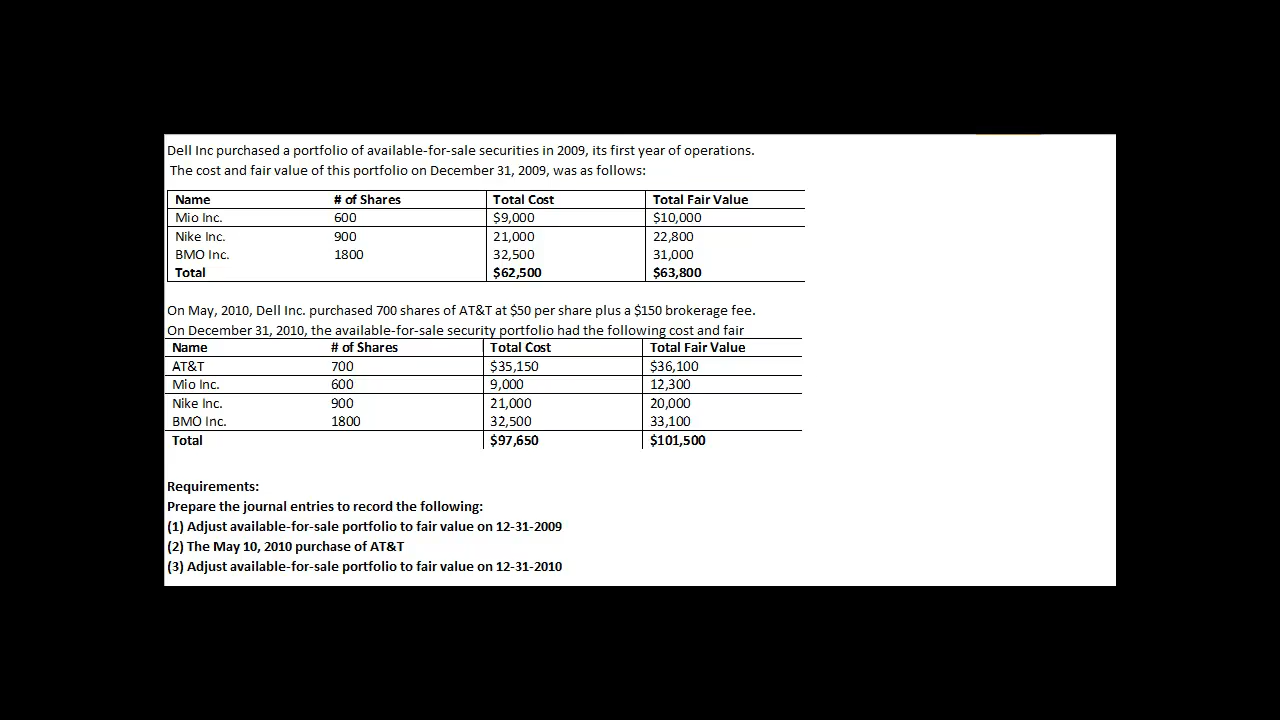 Dell Inc purchased a portfolio of available-for-sale securities in 2009, its first year of operations.
The cost and fair value of this portfolio on December 31, 2009, was as follows:
Name # of Shares Total Cost Total Fair Value
Mio Inc. 600 $9,000 $10,000
Nike Inc. 900 21,000 22,800
BMO Inc. 1800 32,500 31,000
Total $62,500 $63,800
On May, 2010, Dell Inc. purchased 700 shares of AT&T at $50 per share plus a $150 brokerage fee.
On December 31, 2010, the available-for-sale security portfolio had the following cost and fair
Name # of Shares Total Cost Total Fair Value
AT&T 700 $35,150 $36,100
Mio Inc. 600 9,000 12,300
Nike Inc. 900 21,000 20,000
BMO Inc. 1800 32,500 33,100
Total $97,650 $101,500
Requirements:
Prepare the journal entries to record the following:
(1) Adjust available-for-sale portfolio to fair value on 12-31-2009
(2) The May 10, 2010 purchase of AT&T
(3) Adjust available-for-sale portfolio to fair value on 12-31-2010